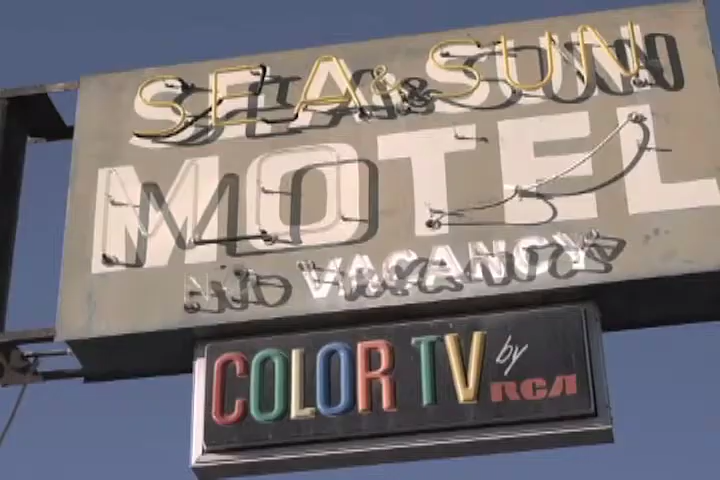 SEA & SUN
MOTEL
NO VACANCY
COLOR TV by RCA